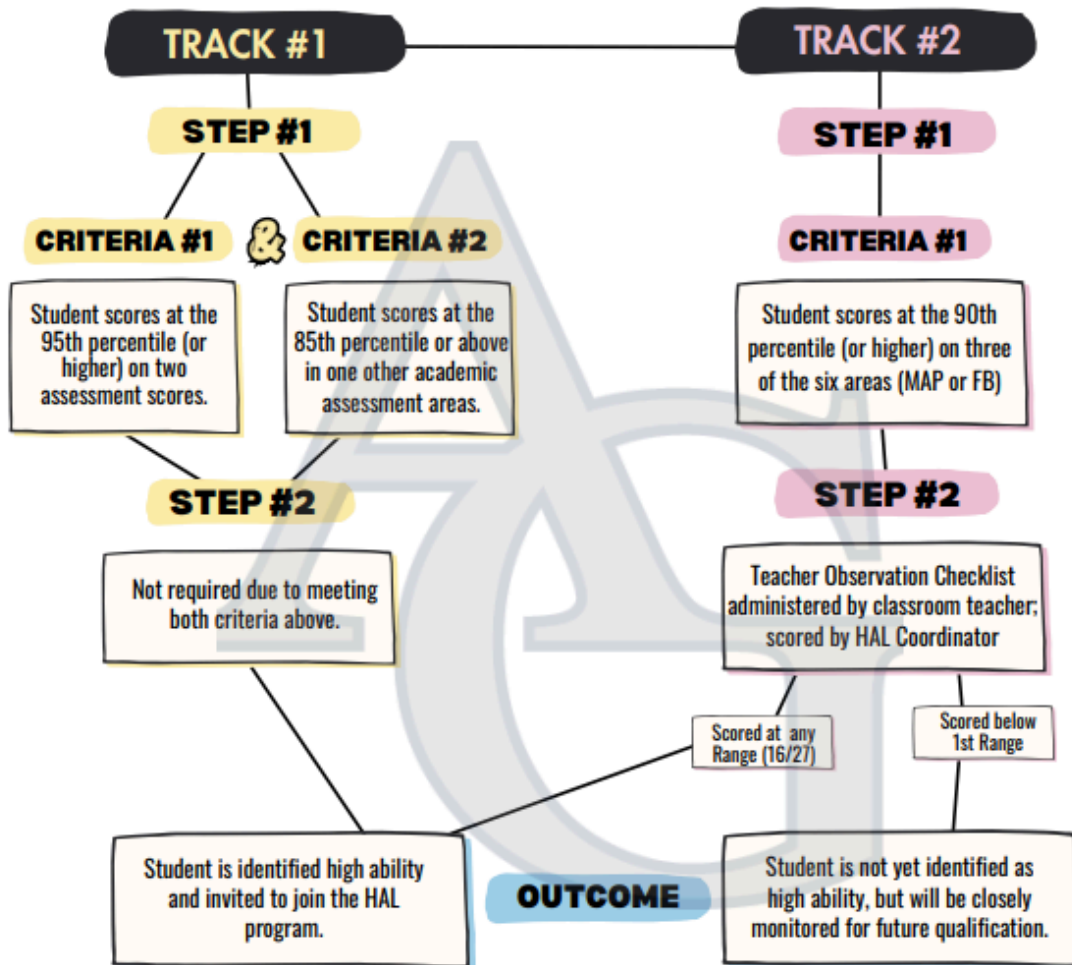 TRACK #1
TRACK #2
STEP #1
STEP #1
CRITERIA #1
&
CRITERIA #2
CRITERIA #1
Student scores at the
95th percentile (or
higher) on two
assessment scores.
Student scores at the
85th percentile or above
in one other academic
assessment areas.
Student scores at the 90th
percentile (or higher) on three
of the six areas (MAP or FB)
STEP #2
STEP #2
Not required due to meeting
both criteria above.
Teacher Observation Checklist
administered by classroom teacher;
scored by HAL Coordinator
Scored at any
Range (16/27)
Scored below
1st Range
Student is identified high ability
and invited to join the HAL
program.
OUTCOME
Student is not yet identified as
high ability, but will be closely
monitored for future qualification.
AG